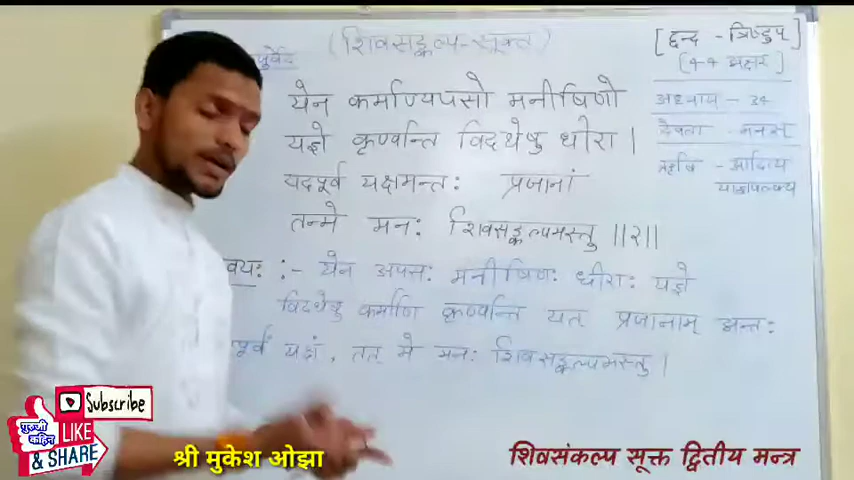 (शिवसङ्कल्प-सूक्त)
[छन्द - त्रिष्टुप]
[44 अक्षर]
येन कर्माण्यपसो मनीषिणो
अध्याय - 34
यज्ञे कृण्वन्ति विदथेषु धीरा।
देवता - मनस्
यदपूर्व यक्षमन्त: प्रजानां
ऋषि - आदित्य
याज्ञवल्क्य
तन्मे मन: शिवसङ्कल्पमस्तु ||२||
वय: :- येन अपस: मनीषिण: धीरा: यज्ञे
विदथेषु कर्माणि कृण्वन्ति यत् प्रजानाम् अन्त:
पूर्व यक्षं, तत् मे मन: शिवसङ्कल्पमस्तु।
Subscribe
गुरुजी कहिन
LIKE
& SHARE
श्री मुकेश ओझा
शिवसंकल्प सूक्त द्वितीय मन्त्र